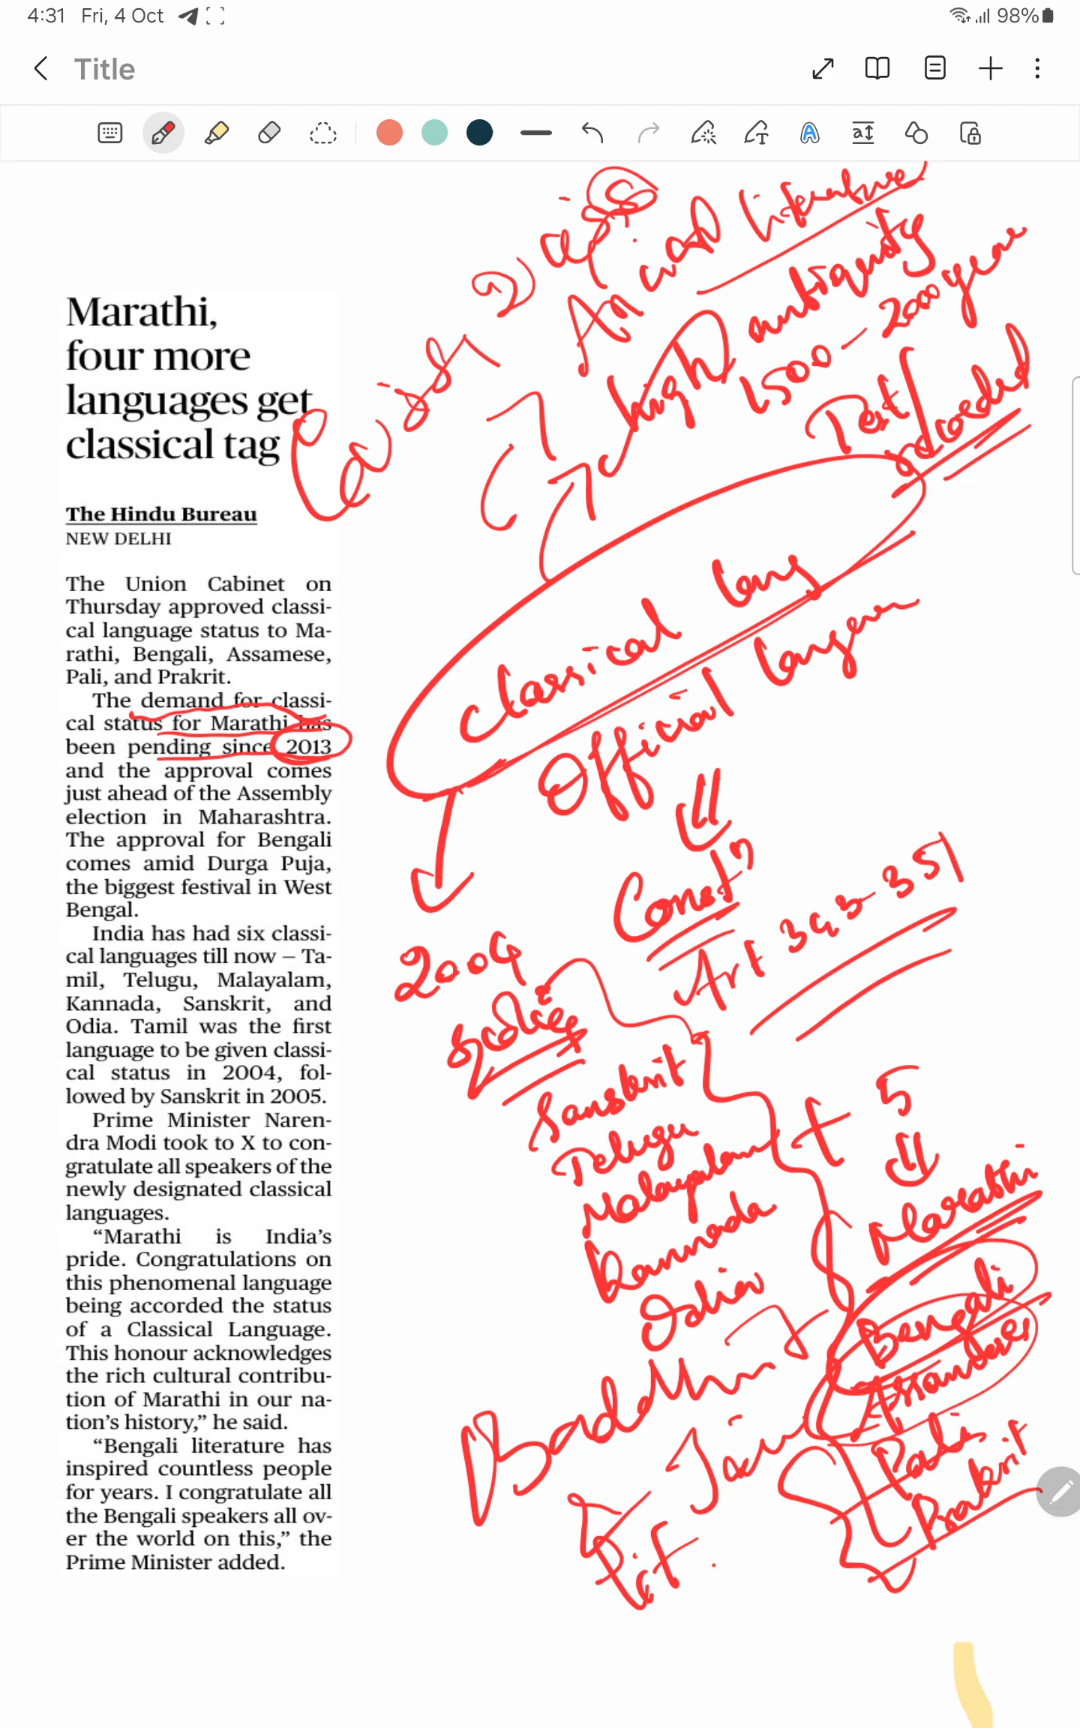 4:31 Fri, 4 Oct
98%
Title
Marathi,
four more
languages get
classical tag
The Hindu Bureau
NEW DELHI
The Union Cabinet on
Thursday approved classi-
cal language status to Ma-
rathi, Bengali, Assamese,
Pali, and Prakrit.
The demand for classi-
cal status for Marathi has
been pending since 2013
and the approval comes
just ahead of the Assembly
election in Maharashtra.
The approval for Bengali
comes amid Durga Puja,
the biggest festival in West
Bengal.
India has had six classi-
cal languages till now – Ta-
mil, Telugu, Malayalam,
Kannada, Sanskrit, and
Odia. Tamil was the first
language to be given classi-
cal status in 2004, fol-
lowed by Sanskrit in 2005.
Prime Minister Naren-
dra Modi took to X to con-
gratulate all speakers of the
newly designated classical
languages.
"Marathi is India's
pride. Congratulations on
this phenomenal language
being accorded the status
of a Classical Language.
This honour acknowledges
the rich cultural contribu-
tion of Marathi in our na-
tion's history," he said.
"Bengali literature has
inspired countless people
for years. I congratulate all
the Bengali speakers all ov-
er the world on this," the
Prime Minister added.
literature
high antiquity
1500-2000 year
Text/
recorded
Classical lang
Official
Const
Art 343-351
2004
Sanskrit
Telugu
Malayalam
Kannada
Odia
+ 5
Marathi
Bengali
Pali
Prakrit
Buddhim
& Jain
Lit.